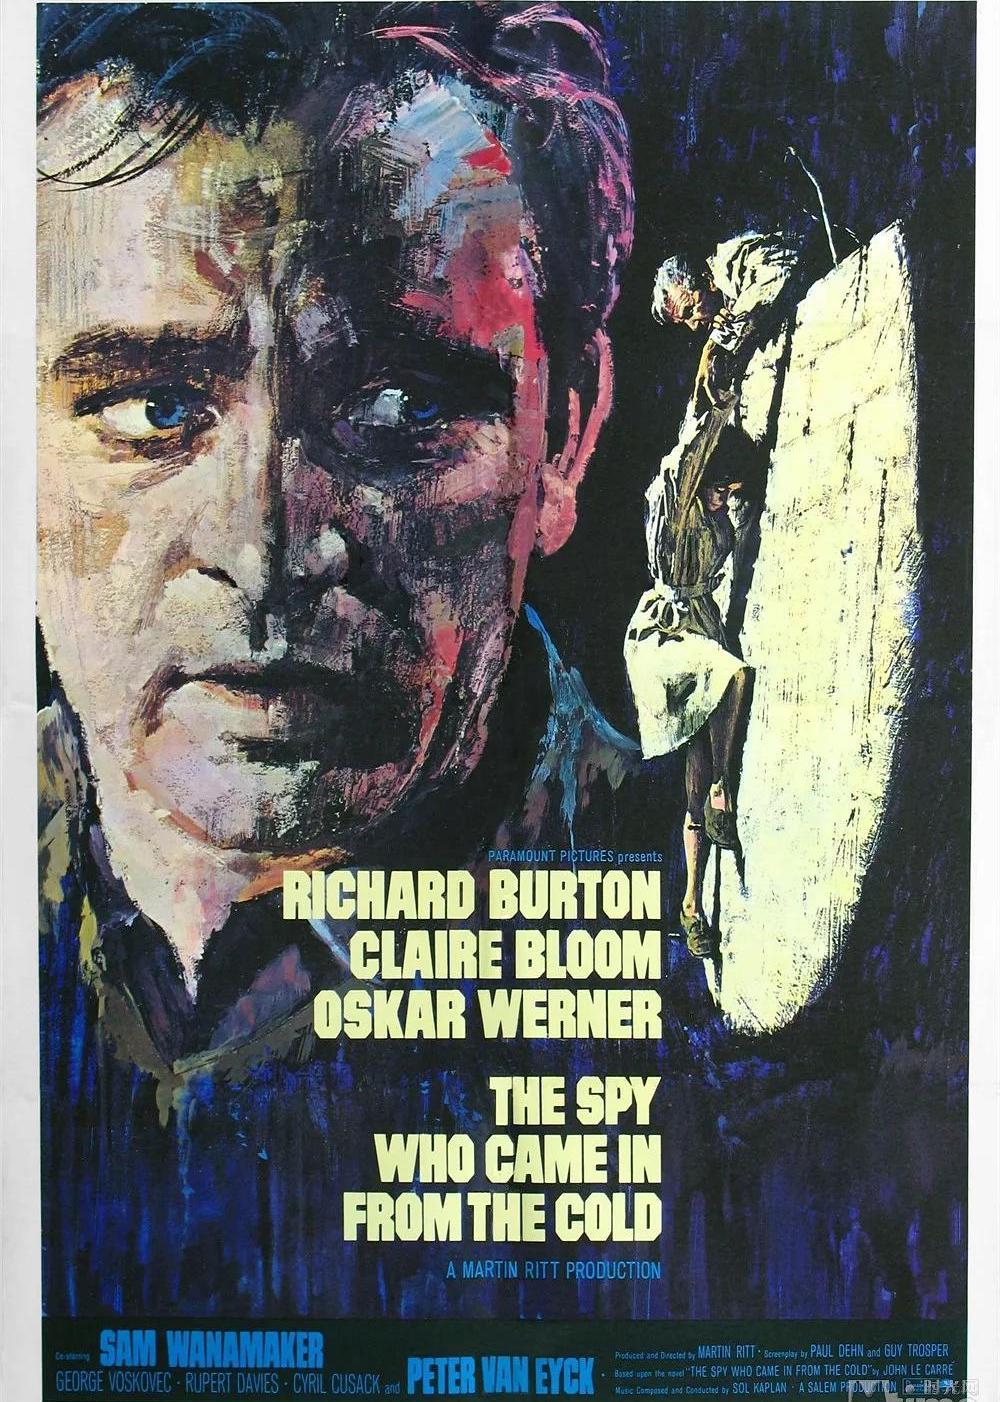 PARAMOUNT PICTURES presents
RICHARD BURTON
CLAIRE BLOOM
OSKAR WERNER
THE SPY
WHO CAME IN
FROM THE COLD
A MARTIN RITT PRODUCTION
Co-starring SAM WANAMAKER
GEORGE VOSKOVEC · RUPERT DAVIES · CYRIL CUSACK and PETER VAN EYCK ·
Produced and Directed by MARTIN RITT · Screenplay by PAUL DEHN and GUY TROSPER
Based upon the novel "THE SPY WHO CAME IN FROM THE COLD" by JOHN LE CARRÉ
Music Composed and Conducted by SOL KAPLAN · A SALEM PRODUCTION
时光网